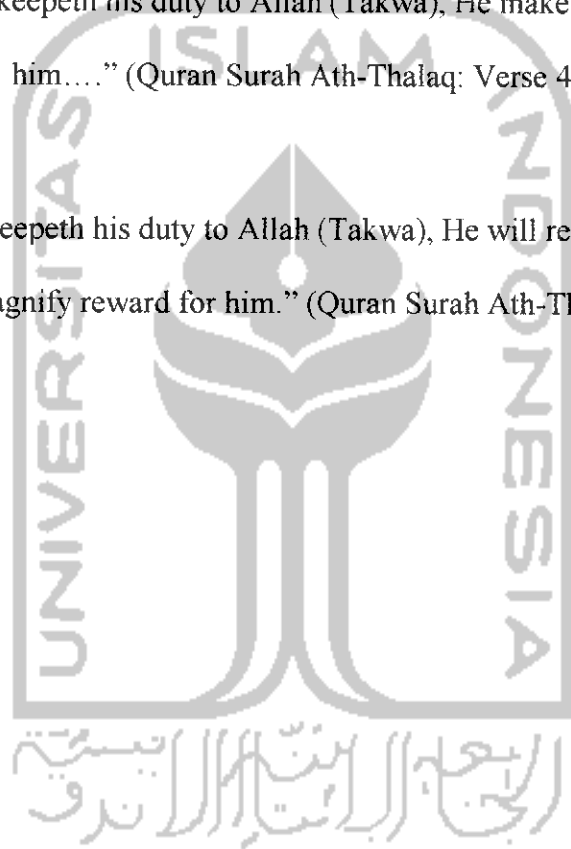 keepeth his duty to Allah (Takwa), He make
ISLAM
him....” (Quran Surah Ath-Thalaq: Verse 4
UNIVERSITAS
INDONESIA
eepeth his duty to Allah (Takwa), He will re
agnify reward for him.” (Quran Surah Ath-Th